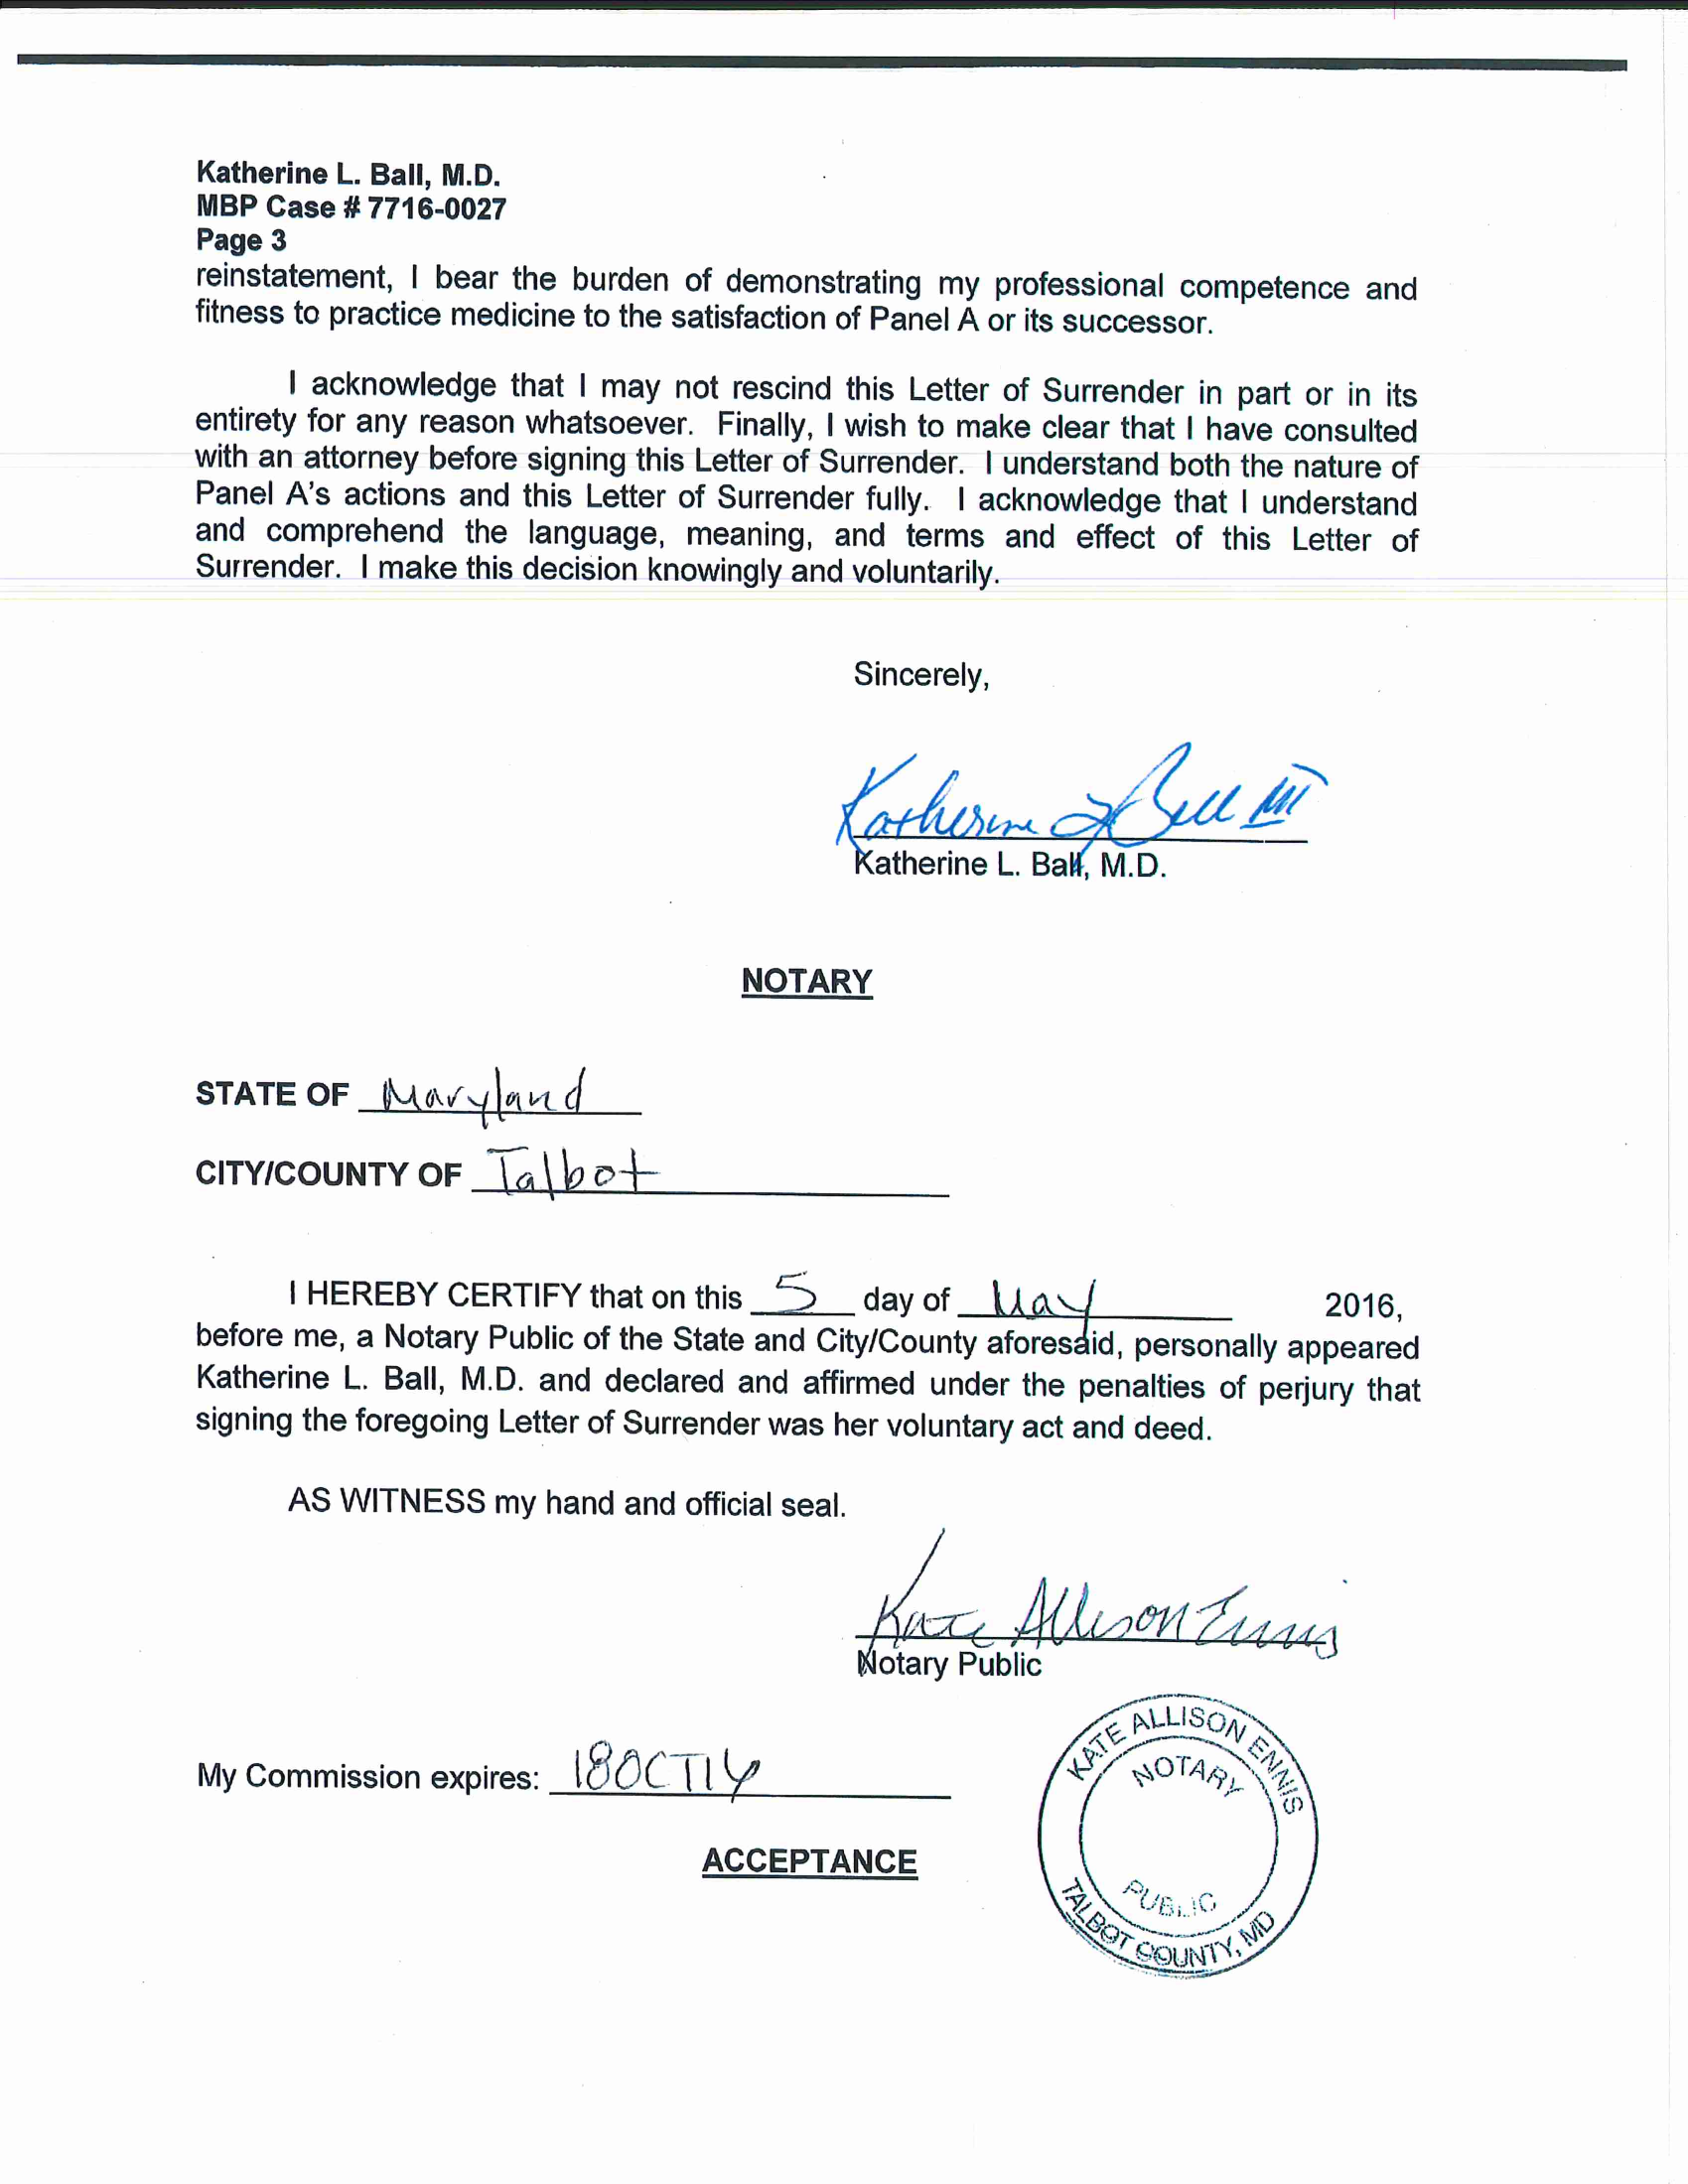 Katherine L. Ball, M.D.
MBP Case # 7716-0027
Page 3
reinstatement, I bear the burden of demonstrating my professional competence and
fitness to practice medicine to the satisfaction of Panel A or its successor.
I acknowledge that I may not rescind this Letter of Surrender in part or in its
entirety for any reason whatsoever. Finally, I wish to make clear that I have consulted
with an attorney before signing this Letter of Surrender. I understand both the nature of
Panel A's actions and this Letter of Surrender fully. I acknowledge that I understand
and comprehend the language, meaning, and terms and effect of this Letter of
Surrender. I make this decision knowingly and voluntarily.
Sincerely,
Katherine L Ball
Katherine L. Ball, M.D.
NOTARY
STATE OF Maryland
CITY/COUNTY OF Talbot
I HEREBY CERTIFY that on this 5 day of May 2016,
before me, a Notary Public of the State and City/County aforesaid, personally appeared
Katherine L. Ball, M.D. and declared and affirmed under the penalties of perjury that
signing the foregoing Letter of Surrender was her voluntary act and deed.
AS WITNESS my hand and official seal.
Kate Allison Ennis
Notary Public
KATE ALLISON ENNIS
NOTARY
PUBLIC
TALBOT COUNTY, MD
My Commission expires: 18OCT16
ACCEPTANCE